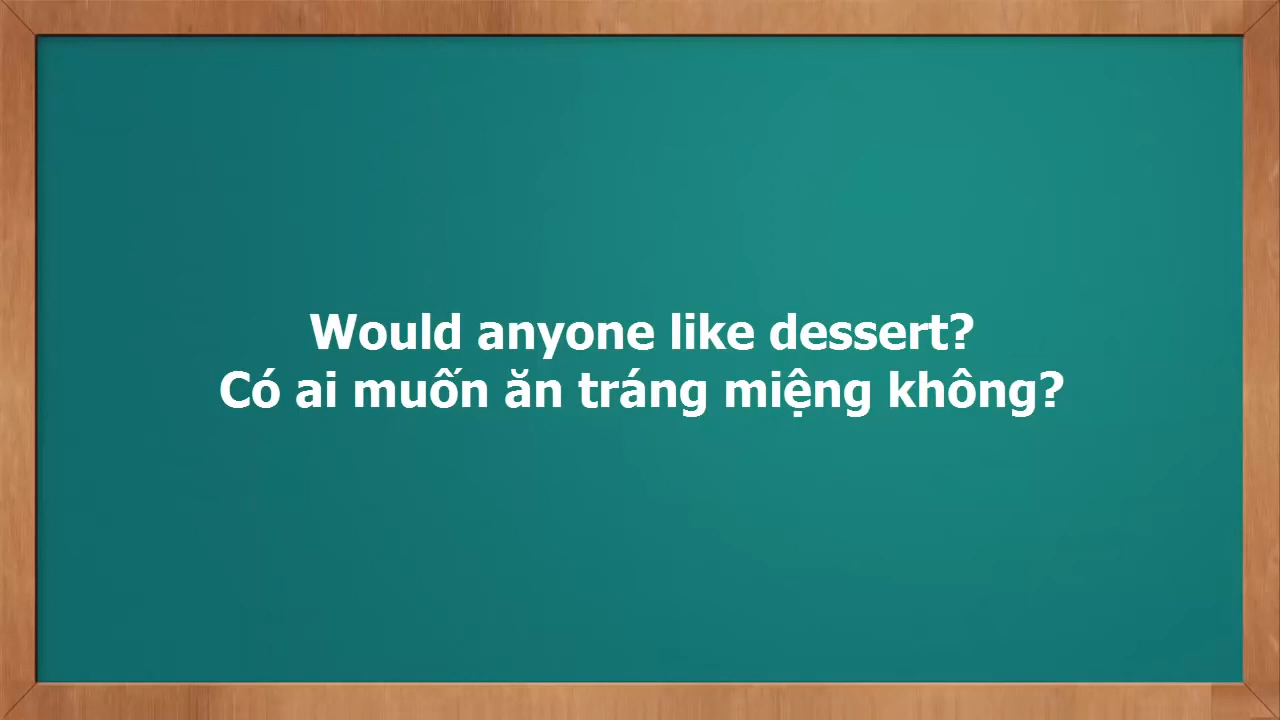 Would anyone like dessert?
Có ai muốn ăn tráng miệng không?